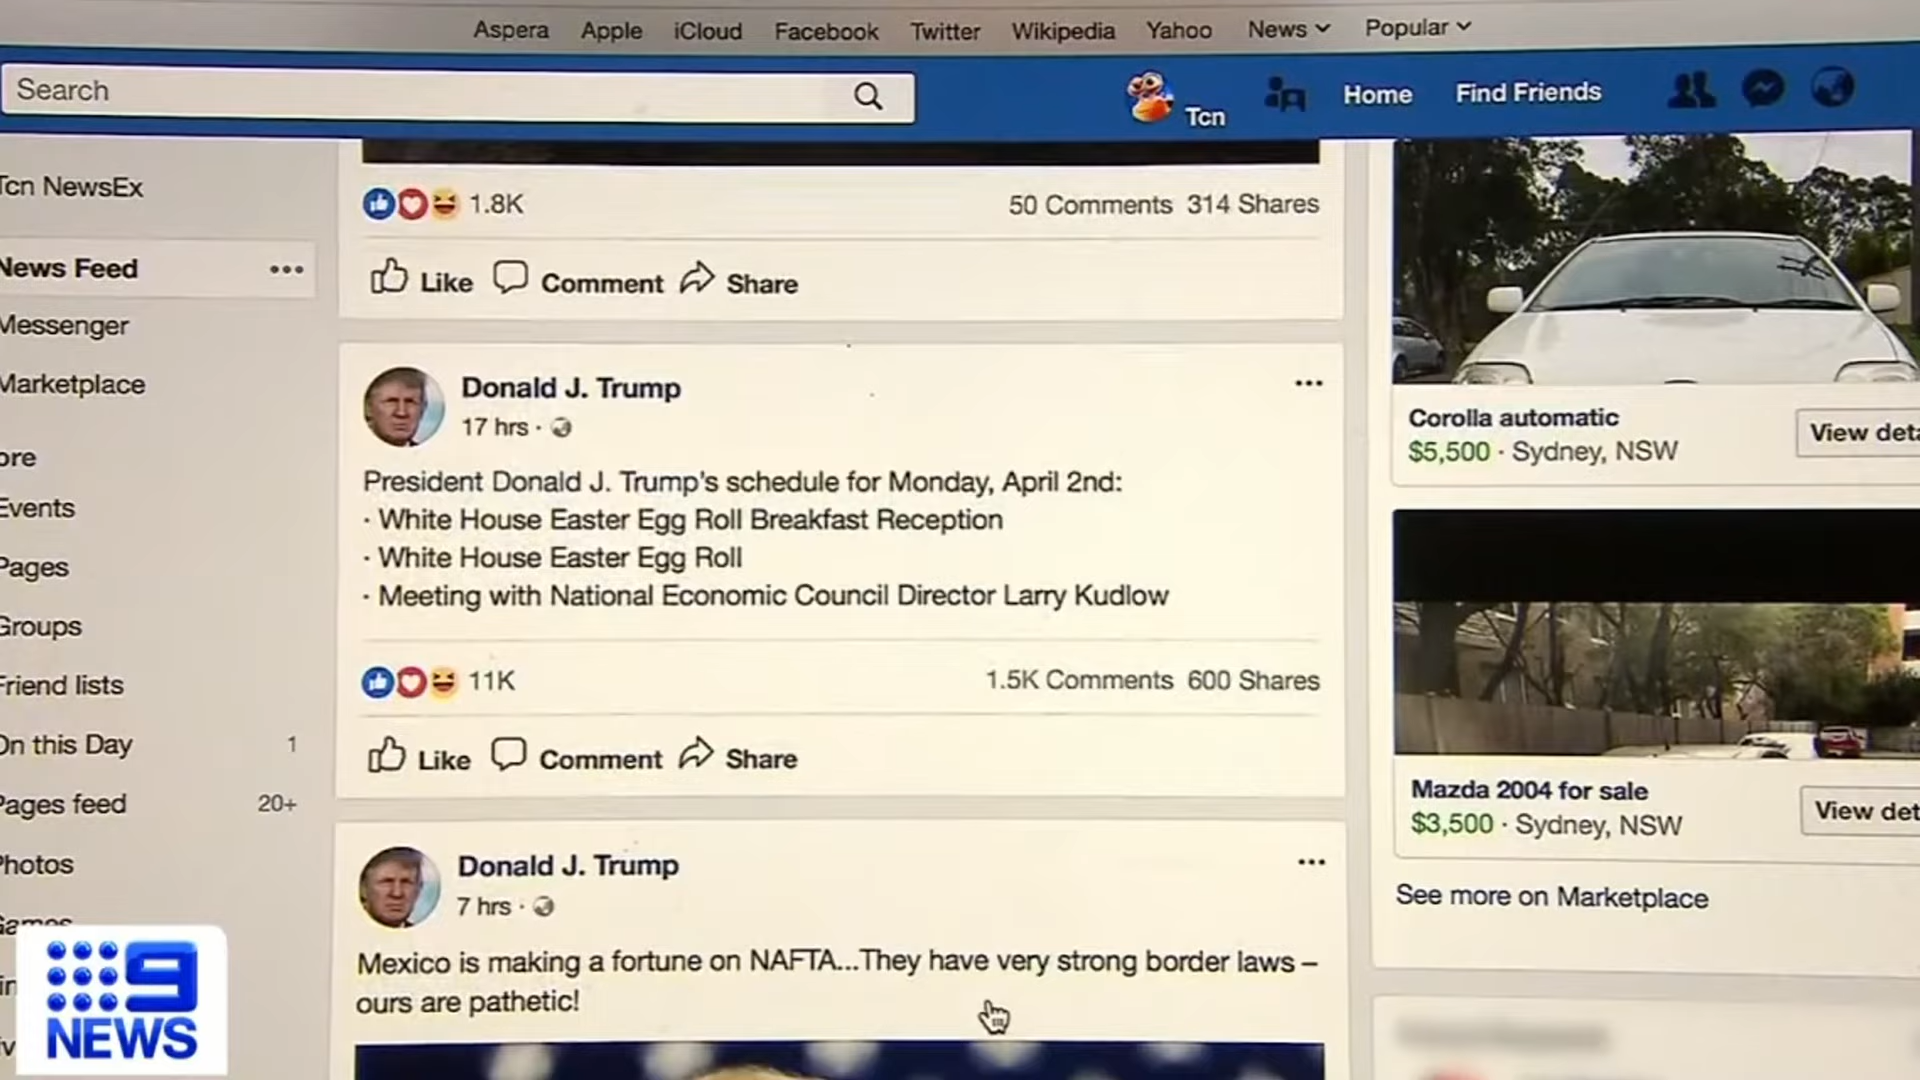 Aspera Apple iCloud Facebook Twitter Wikipedia Yahoo News Popular
Search
Tcn
Home
Find Friends
Tcn NewsEx
News Feed
Messenger
Marketplace
ore
Events
Pages
Groups
Friend lists
On this Day 1
Pages feed 20+
Photos
Games
1.8K
50 Comments 314 Shares
Like Comment Share
Donald J. Trump
17 hrs ·
President Donald J. Trump's schedule for Monday, April 2nd:
· White House Easter Egg Roll Breakfast Reception
· White House Easter Egg Roll
· Meeting with National Economic Council Director Larry Kudlow
11K
1.5K Comments 600 Shares
Like Comment Share
Donald J. Trump
7 hrs ·
Mexico is making a fortune on NAFTA...They have very strong border laws –
ours are pathetic!
Corolla automatic
$5,500 · Sydney, NSW
View deta
Mazda 2004 for sale
$3,500 · Sydney, NSW
View det
See more on Marketplace
9
NEWS